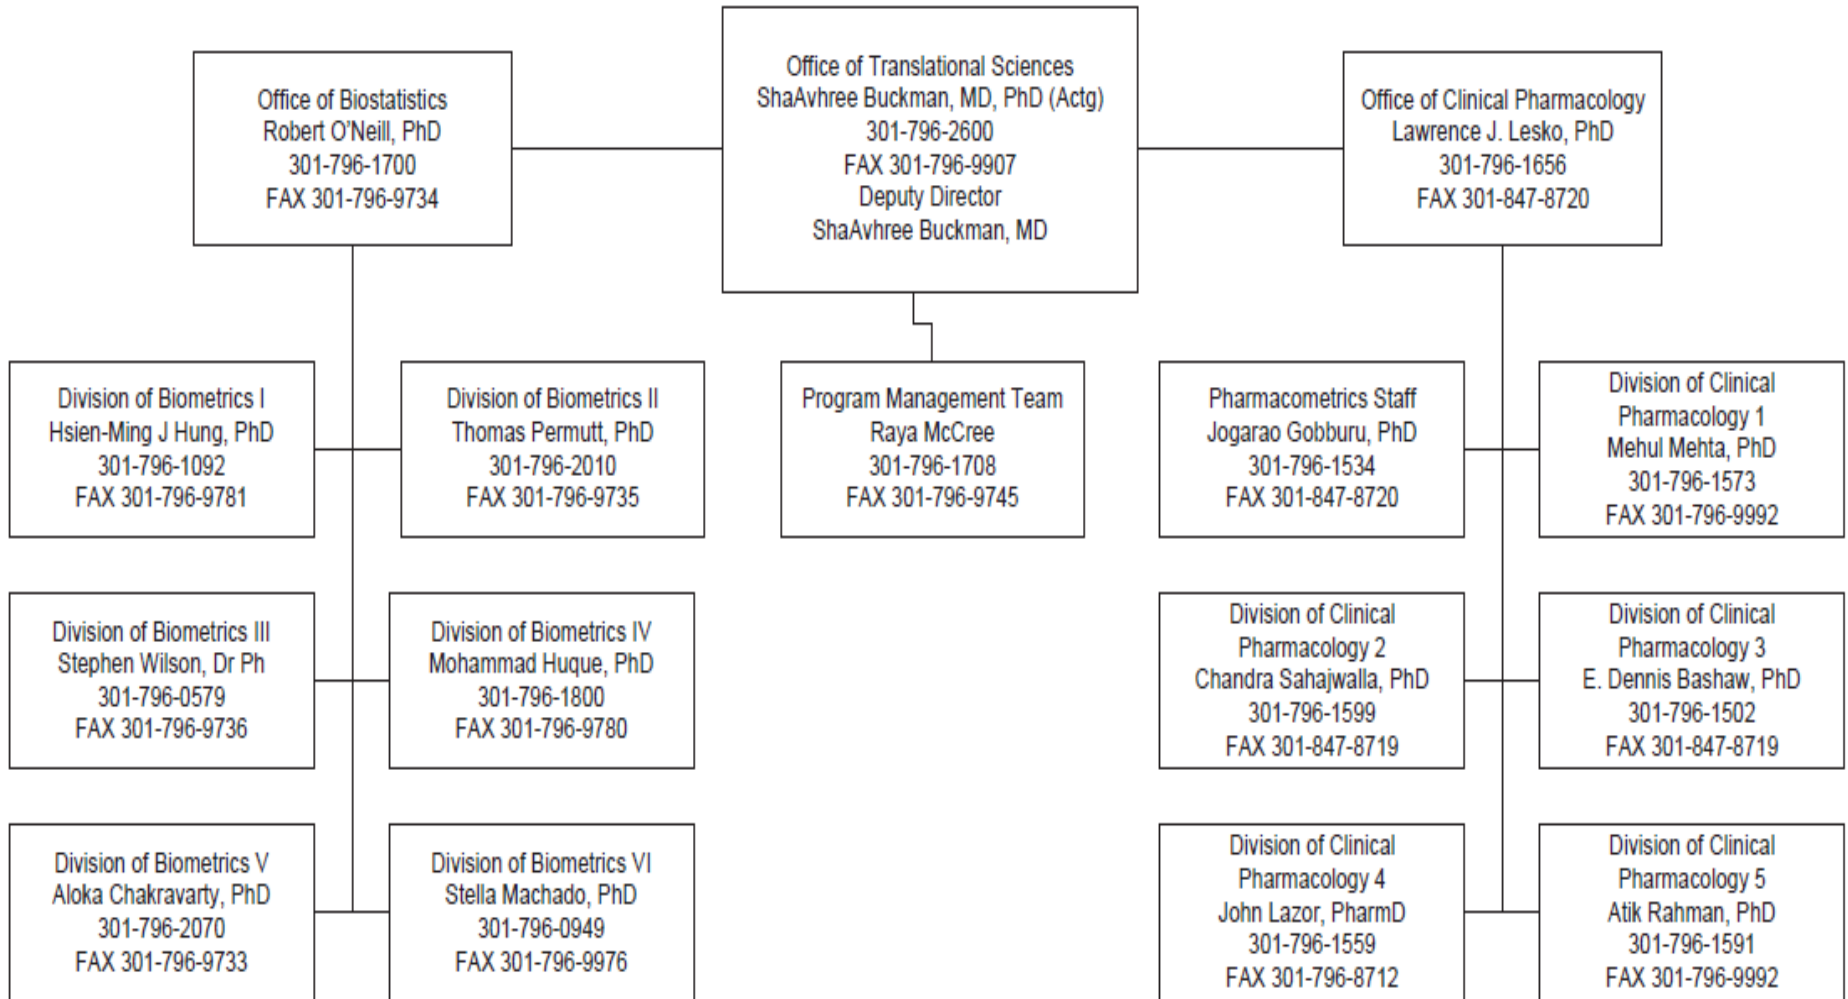 Office of Biostatistics
Robert O'Neill, PhD
301-796-1700
FAX 301-796-9734
Office of Translational Sciences
ShaAvhree Buckman, MD, PhD (Actg)
301-796-2600
FAX 301-796-9907
Deputy Director
ShaAvhree Buckman, MD
Office of Clinical Pharmacology
Lawrence J. Lesko, PhD
301-796-1656
FAX 301-847-8720
Division of Biometrics I
Hsien-Ming J Hung, PhD
301-796-1092
FAX 301-796-9781
Division of Biometrics II
Thomas Permutt, PhD
301-796-2010
FAX 301-796-9735
Program Management Team
Raya McCree
301-796-1708
FAX 301-796-9745
Pharmacometrics Staff
Jogarao Gobburu, PhD
301-796-1534
FAX 301-847-8720
Division of Clinical
Pharmacology 1
Mehul Mehta, PhD
301-796-1573
FAX 301-796-9992
Division of Biometrics III
Stephen Wilson, Dr Ph
301-796-0579
FAX 301-796-9736
Division of Biometrics IV
Mohammad Huque, PhD
301-796-1800
FAX 301-796-9780
Division of Clinical
Pharmacology 2
Chandra Sahajwalla, PhD
301-796-1599
FAX 301-847-8719
Division of Clinical
Pharmacology 3
E. Dennis Bashaw, PhD
301-796-1502
FAX 301-847-8719
Division of Biometrics V
Aloka Chakravarty, PhD
301-796-2070
FAX 301-796-9733
Division of Biometrics VI
Stella Machado, PhD
301-796-0949
FAX 301-796-9976
Division of Clinical
Pharmacology 4
John Lazor, PharmD
301-796-1559
FAX 301-796-8712
Division of Clinical
Pharmacology 5
Atik Rahman, PhD
301-796-1591
FAX 301-796-9992